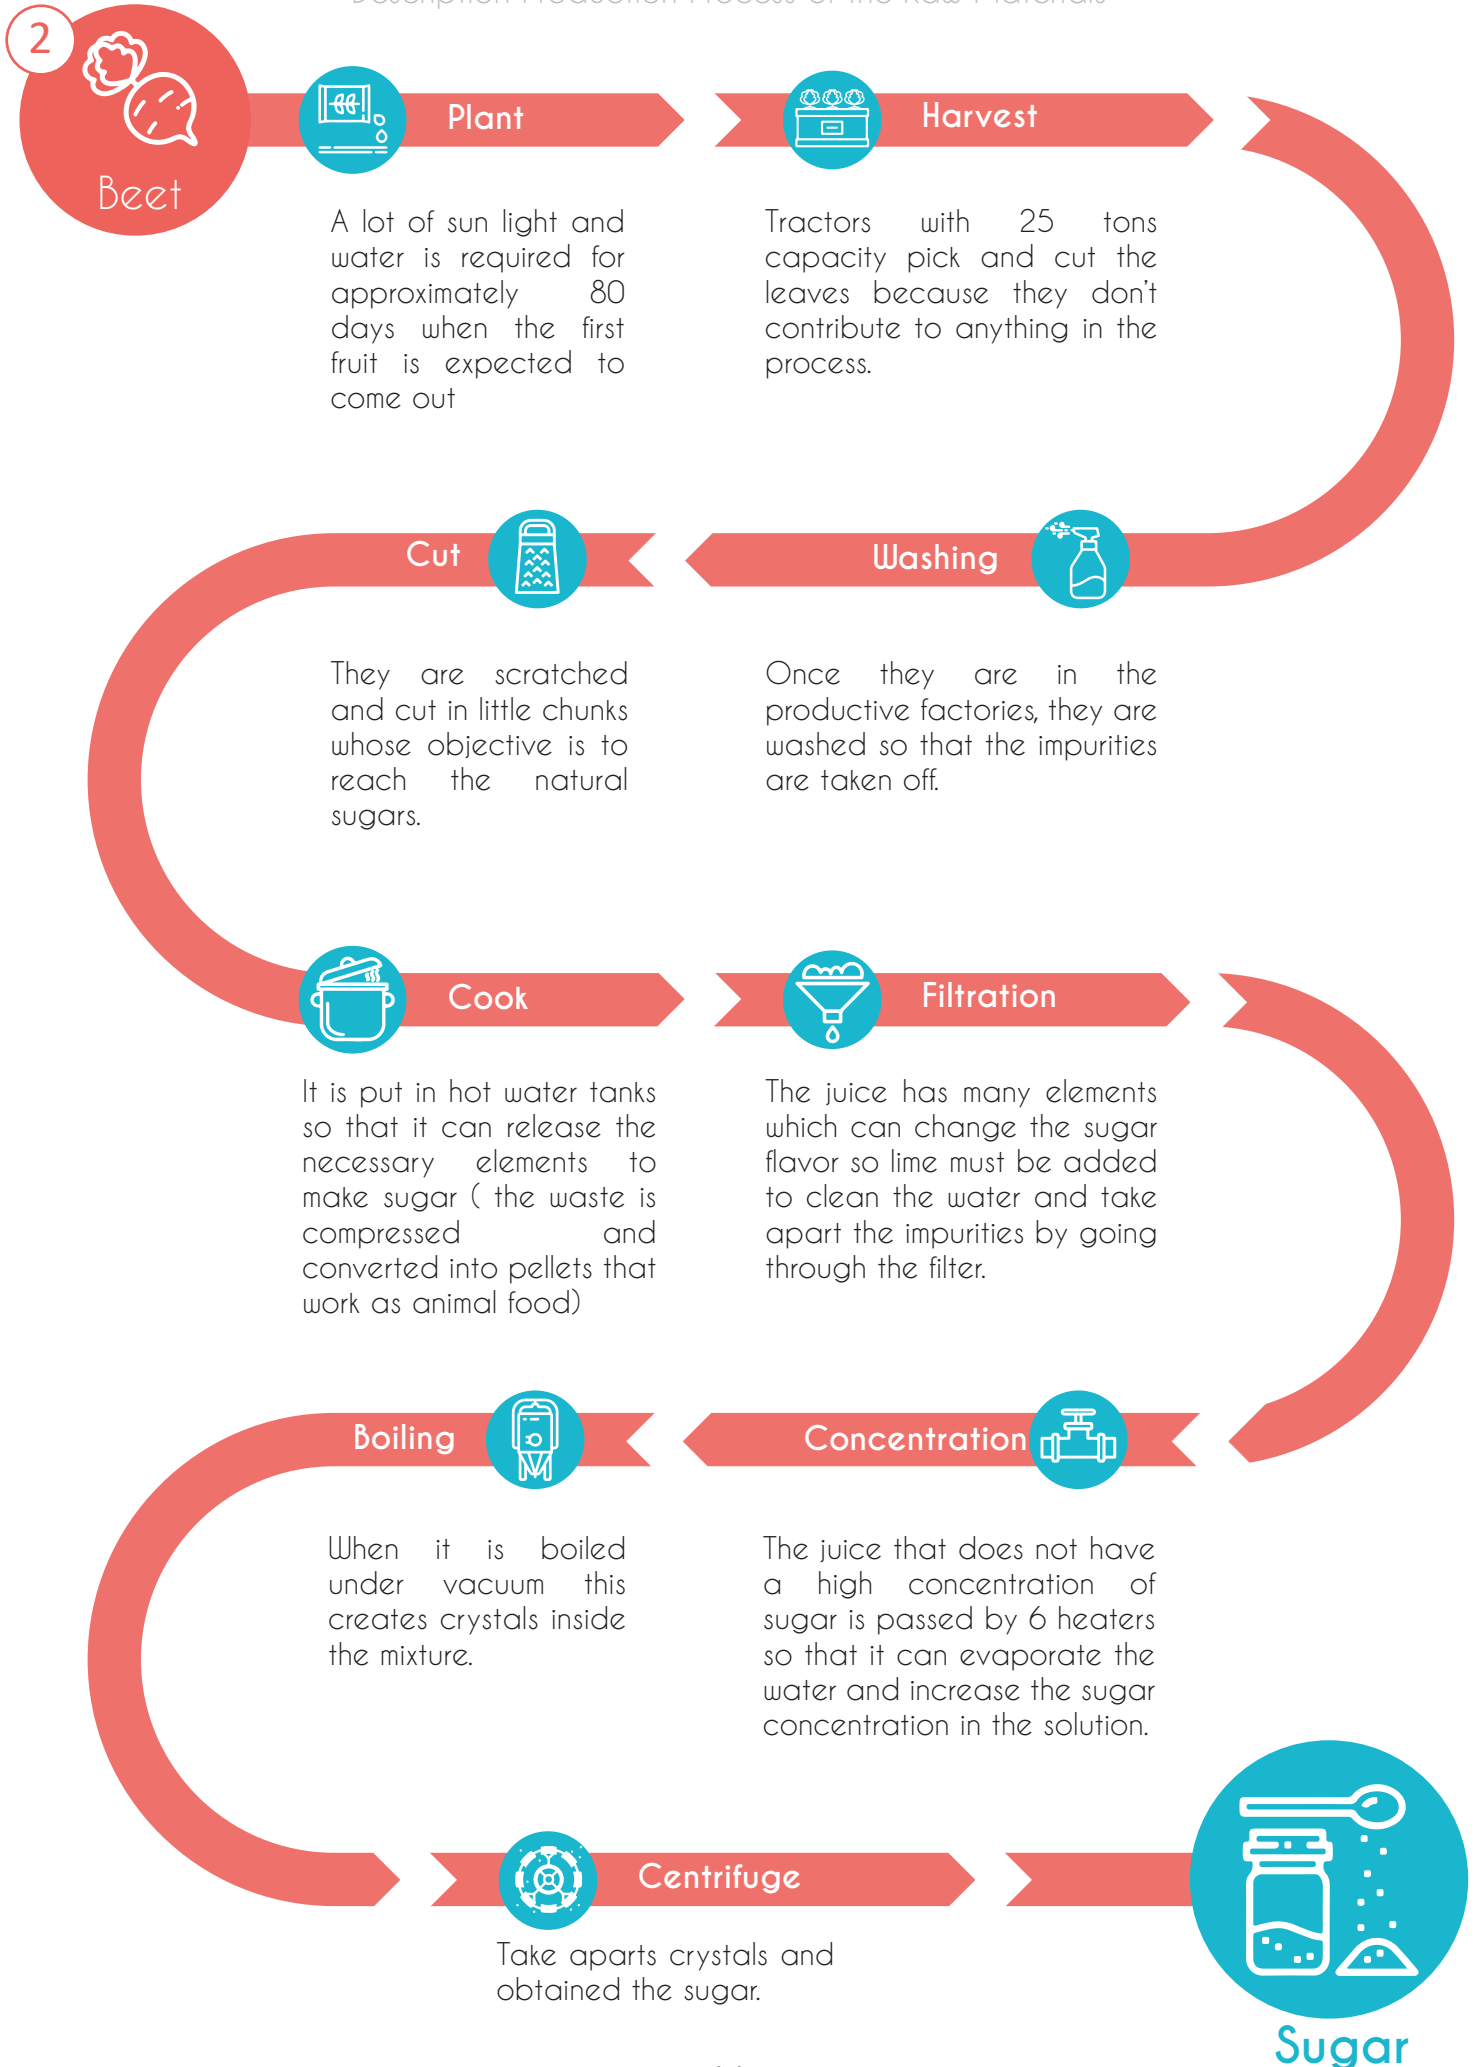 Description Production Process of the Raw Materials
2
Beet
Plant
A lot of sun light and
water is required for
approximately 80
days when the first
fruit is expected to
come out
Harvest
Tractors with 25 tons
capacity pick and cut the
leaves because they don't
contribute to anything in the
process.
Washing
Once they are in the
productive factories, they are
washed so that the impurities
are taken off.
Cut
They are scratched
and cut in little chunks
whose objective is to
reach the natural
sugars.
Cook
It is put in hot water tanks
so that it can release the
necessary elements to
make sugar ( the waste is
compressed and
converted into pellets that
work as animal food)
Filtration
The juice has many elements
which can change the sugar
flavor so lime must be added
to clean the water and take
apart the impurities by going
through the filter.
Concentration
The juice that does not have
a high concentration of
sugar is passed by 6 heaters
so that it can evaporate the
water and increase the sugar
concentration in the solution.
Boiling
When it is boiled
under vacuum this
creates crystals inside
the mixture.
Centrifuge
Take aparts crystals and
obtained the sugar.
Sugar